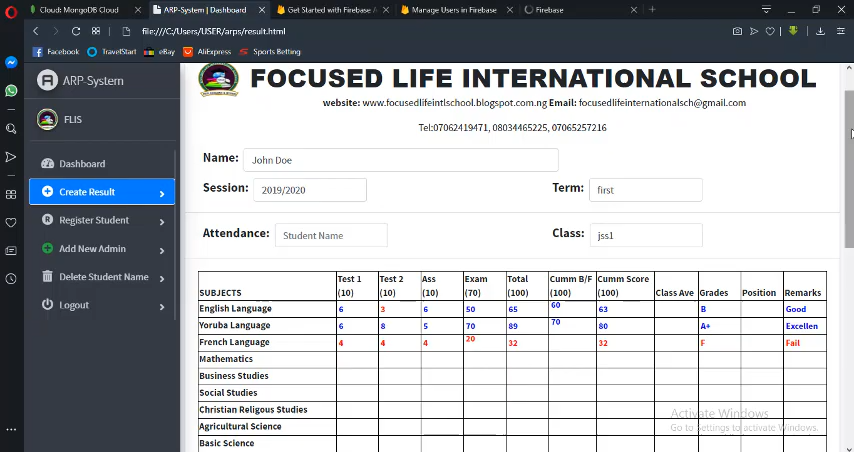 Cloud: MongoDB Cloud
ARP-System | Dashboard
Get Started with Firebase A
Manage Users in Firebase
Firebase
file:///C:/Users/USER/arps/result.html
Facebook
TravelStart
eBay
AliExpress
Sports Betting
ARP-System
FLIS
Dashboard
Create Result
Register Student
Add New Admin
Delete Student Name
Logout
FOCUSED LIFE INTERNATIONAL SCHOOL
website: www.focusedlifeintlschool.blogspot.com.ng Email: focusedlifeinternationalsch@gmail.com
Tel:07062419471, 08034465225, 07065257216
Name: John Doe
Session: 2019/2020 Term: first
Attendance: Student Name Class: jss1
Test 1 Test 2 Ass Exam Total Cumm B/F Cumm Score
SUBJECTS (10) (10) (10) (70) (100) (100) (100) Class Ave Grades Position Remarks
English Language 6 3 6 50 65 60 63 B Good
Yoruba Language 6 8 5 70 89 70 80 A+ Excellen
French Language 4 4 4 20 32 32 F Fail
Mathematics
Business Studies
Social Studies
Christian Religous Studies
Agricultural Science
Basic Science
Activate Windows
Go to Settings to activate Windows.